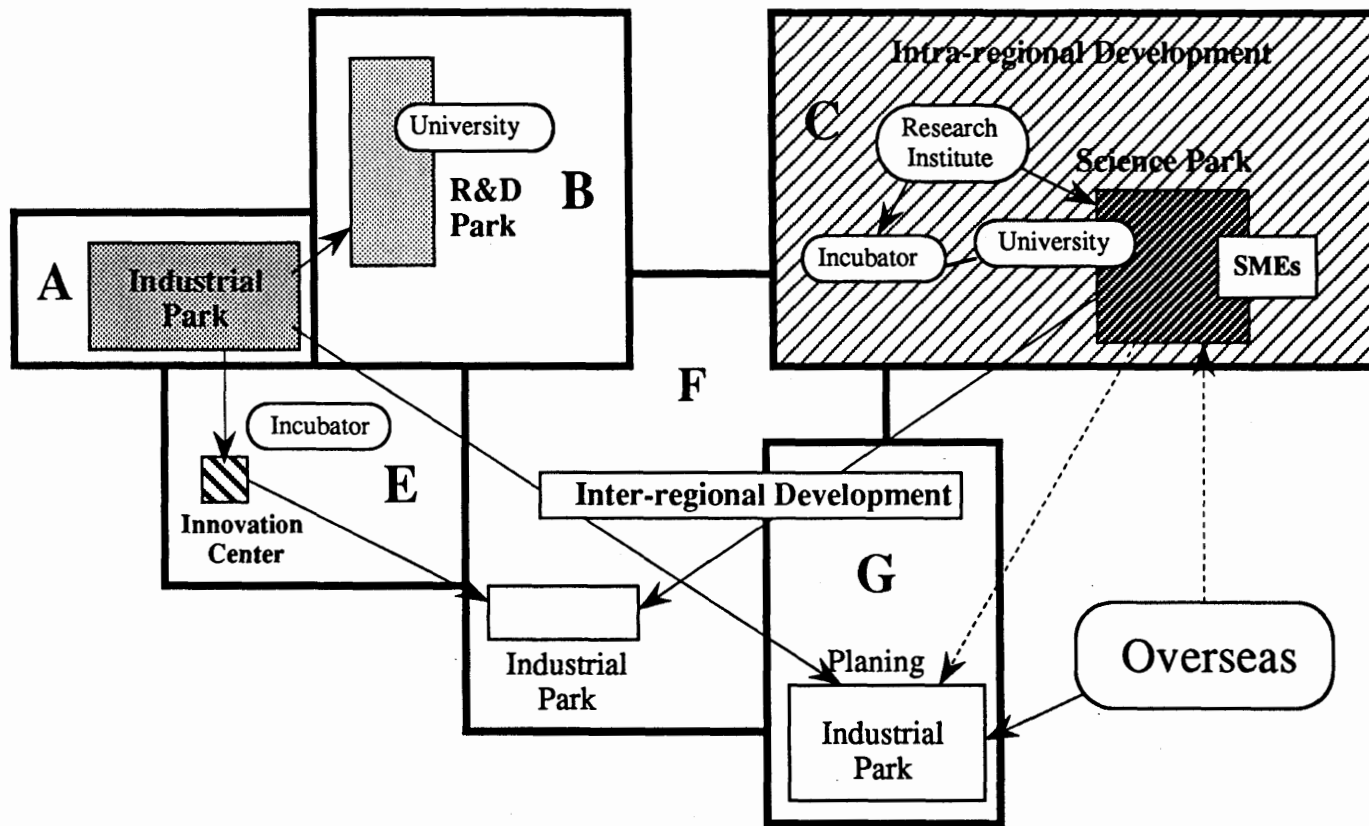 Intra-regional Development
C
Research
Institute
Science Park
University
B
R&D
Park
Incubator
University
SMEs
A
Industrial
Park
F
Incubator
E
Innovation
Center
Inter-regional Development
G
Industrial
Park
Planing
Industrial
Park
Overseas